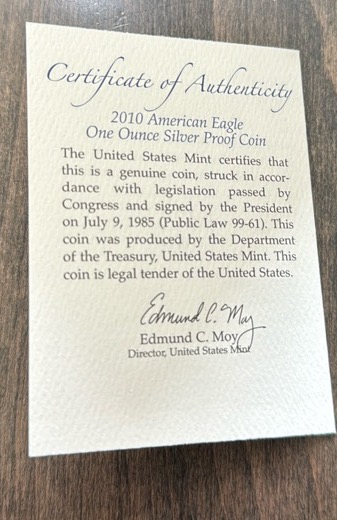 Certificate of Authenticity
2010 American Eagle
One Ounce Silver Proof Coin
The United States Mint certifies that
this is a genuine coin, struck in accor-
dance with legislation passed by
Congress and signed by the President
on July 9, 1985 (Public Law 99-61). This
coin was produced by the Department
of the Treasury, United States Mint. This
coin is legal tender of the United States.
Edmund C. Moy
Edmund C. Moy
Director, United States Mint